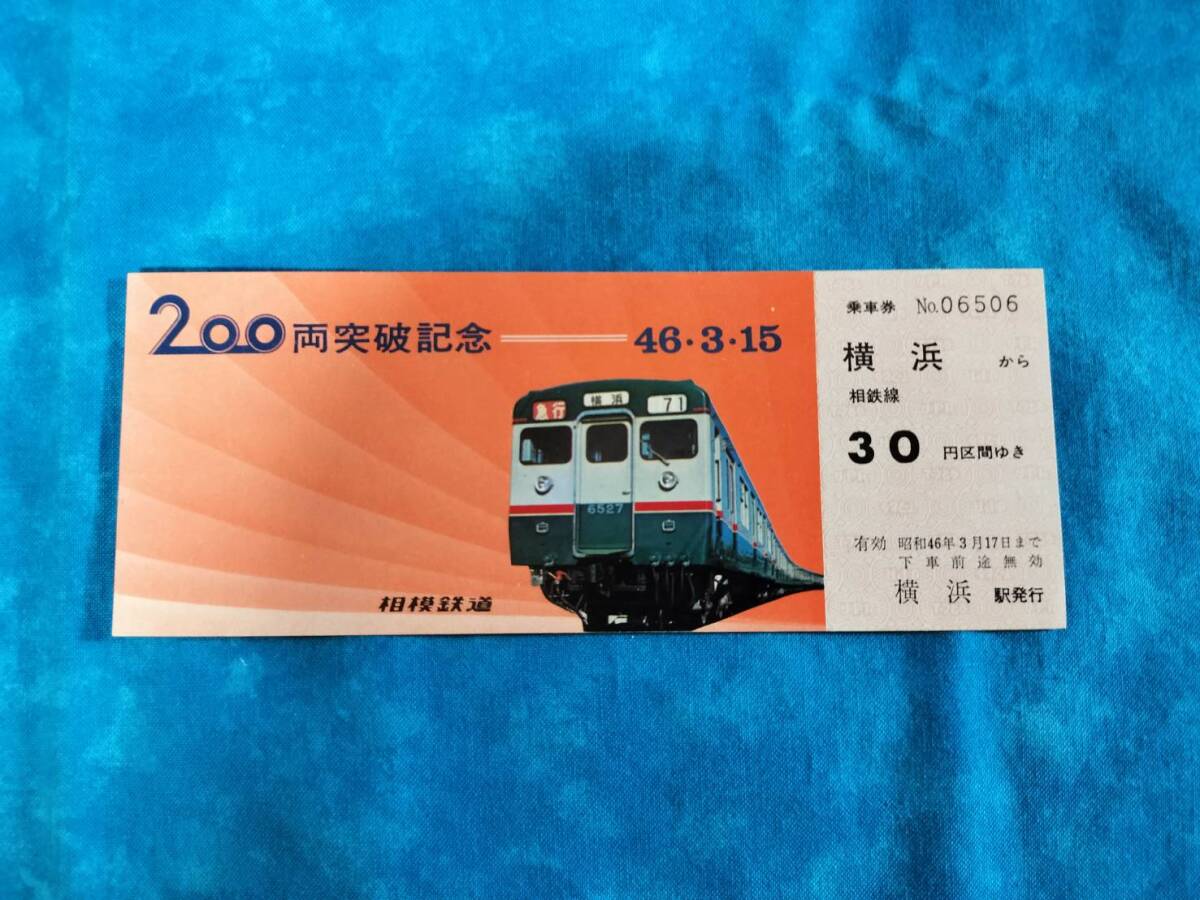 200両突破記念 46・3・15
急行 横浜 71
6527
相模鉄道
乗車券 No.06506
横浜 から
相鉄線
30 円区間ゆき
有効 昭和46年3月17日まで
下車前途無効
横浜 駅発行